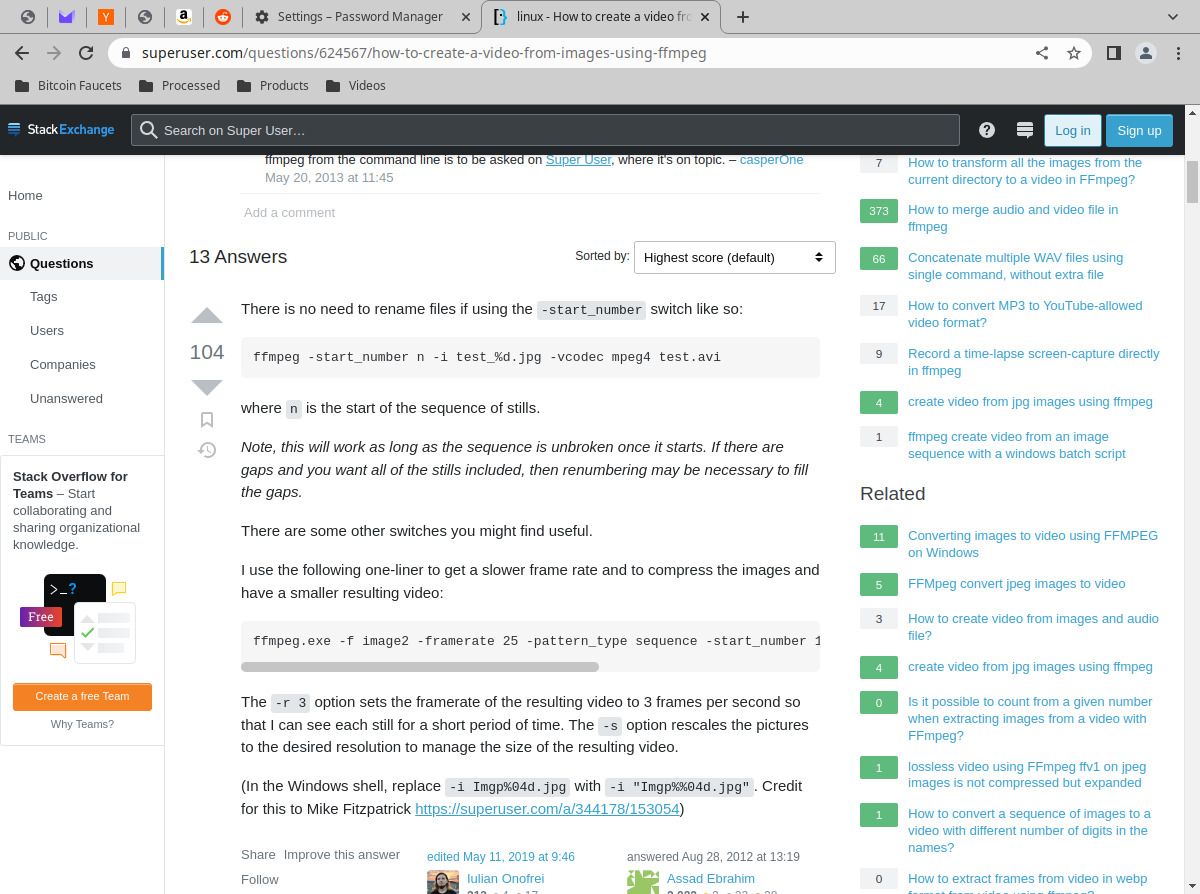 Settings – Password Manager
linux - How to create a video fro
superuser.com/questions/624567/how-to-create-a-video-from-images-using-ffmpeg
Bitcoin Faucets
Processed
Products
Videos
StackExchange
Search on Super User…
Log in
Sign up
Home
PUBLIC
Questions
Tags
Users
Companies
Unanswered
TEAMS
Stack Overflow for
Teams – Start
collaborating and
sharing organizational
knowledge.
>_?
Free
Create a free Team
Why Teams?
ffmpeg from the command line is to be asked on Super User, where it's on topic. – casperOne
May 20, 2013 at 11:45
Add a comment
13 Answers
Sorted by:
Highest score (default)
104
There is no need to rename files if using the -start_number switch like so:
ffmpeg -start_number n -i test_%d.jpg -vcodec mpeg4 test.avi
where n is the start of the sequence of stills.
Note, this will work as long as the sequence is unbroken once it starts. If there are
gaps and you want all of the stills included, then renumbering may be necessary to fill
the gaps.
There are some other switches you might find useful.
I use the following one-liner to get a slower frame rate and to compress the images and
have a smaller resulting video:
ffmpeg.exe -f image2 -framerate 25 -pattern_type sequence -start_number 1
The -r 3 option sets the framerate of the resulting video to 3 frames per second so
that I can see each still for a short period of time. The -s option rescales the pictures
to the desired resolution to manage the size of the resulting video.
(In the Windows shell, replace -i Imgp%04d.jpg with -i "Imgp%%04d.jpg". Credit
for this to Mike Fitzpatrick https://superuser.com/a/344178/153054)
Share Improve this answer
Follow
edited May 11, 2019 at 9:46
Iulian Onofrei
answered Aug 28, 2012 at 13:19
Assad Ebrahim
7
How to transform all the images from the
current directory to a video in FFmpeg?
373
How to merge audio and video file in
ffmpeg
66
Concatenate multiple WAV files using
single command, without extra file
17
How to convert MP3 to YouTube-allowed
video format?
9
Record a time-lapse screen-capture directly
in ffmpeg
4
create video from jpg images using ffmpeg
1
ffmpeg create video from an image
sequence with a windows batch script
Related
11
Converting images to video using FFMPEG
on Windows
5
FFMpeg convert jpeg images to video
3
How to create video from images and audio
file?
4
create video from jpg images using ffmpeg
0
Is it possible to count from a given number
when extracting images from a video with
FFmpeg?
1
lossless video using FFmpeg ffv1 on jpeg
images is not compressed but expanded
1
How to convert a sequence of images to a
video with different number of digits in the
names?
0
How to extract frames from video in webp
format from video using ffmpeg?